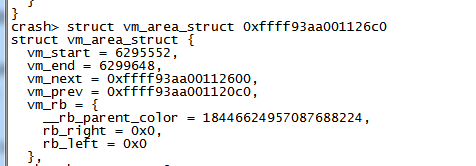 }
}
crash> struct vm_area_struct 0xffff93aa001126c0
struct vm_area_struct {
  vm_start = 6295552,
  vm_end = 6299648,
  vm_next = 0xffff93aa00112600,
  vm_prev = 0xffff93aa001120c0,
  vm_rb = {
    __rb_parent_color = 18446624957087688224,
    rb_right = 0x0,
    rb_left = 0x0
  },